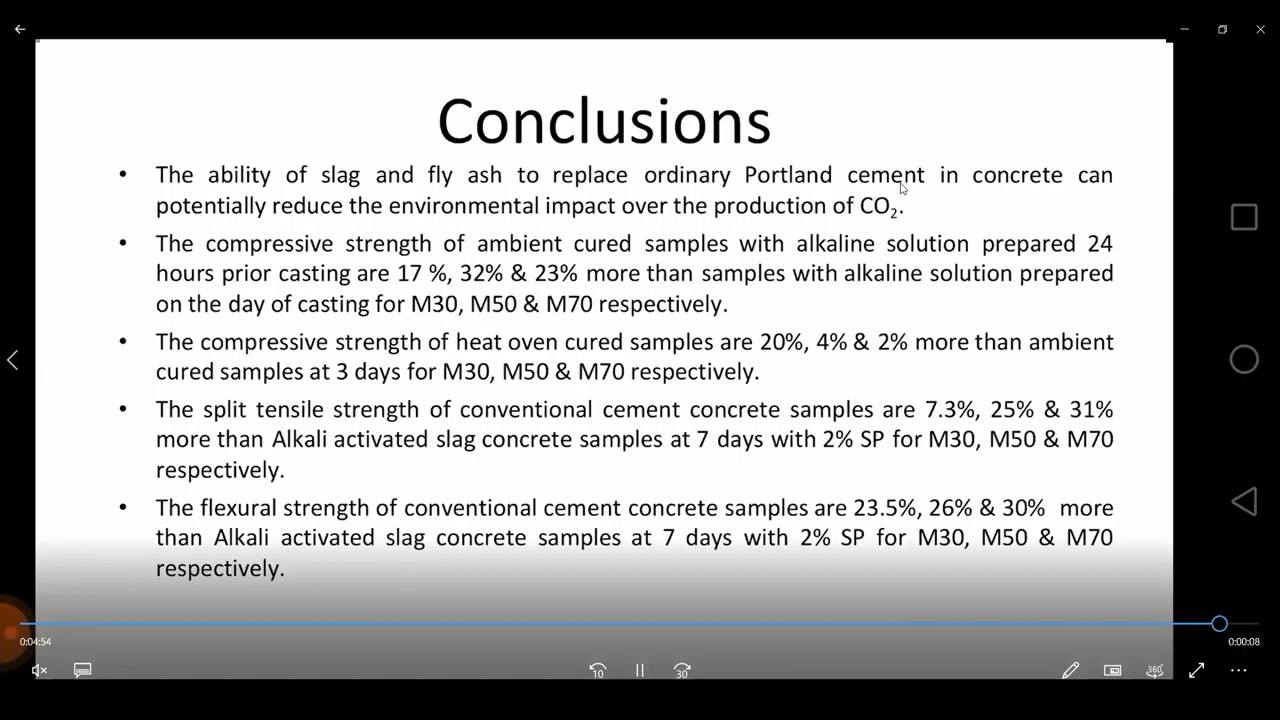 Conclusions
• The ability of slag and fly ash to replace ordinary Portland cement in concrete can
potentially reduce the environmental impact over the production of CO₂.
• The compressive strength of ambient cured samples with alkaline solution prepared 24
hours prior casting are 17 %, 32% & 23% more than samples with alkaline solution prepared
on the day of casting for M30, M50 & M70 respectively.
• The compressive strength of heat oven cured samples are 20%, 4% & 2% more than ambient
cured samples at 3 days for M30, M50 & M70 respectively.
• The split tensile strength of conventional cement concrete samples are 7.3%, 25% & 31%
more than Alkali activated slag concrete samples at 7 days with 2% SP for M30, M50 & M70
respectively.
• The flexural strength of conventional cement concrete samples are 23.5%, 26% & 30% more
than Alkali activated slag concrete samples at 7 days with 2% SP for M30, M50 & M70
respectively.
0:04:54
0:00:08
10
30
360